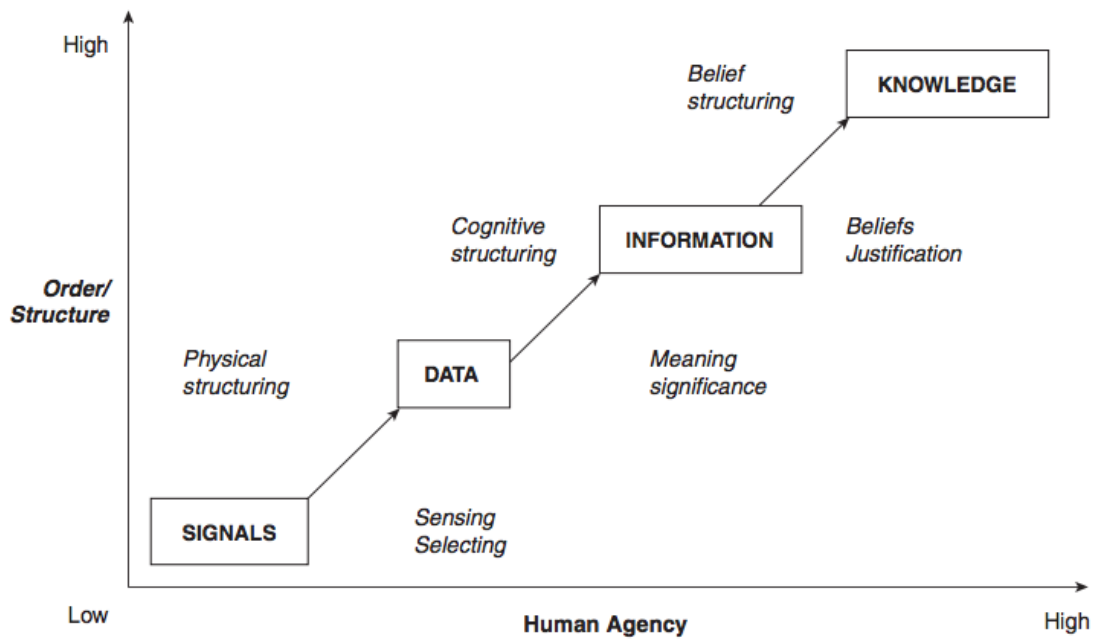 High
Belief
structuring
KNOWLEDGE
Cognitive
structuring
INFORMATION
Beliefs
Justification
Order/
Structure
Physical
structuring
DATA
Meaning
significance
SIGNALS
Sensing
Selecting
Low
Human Agency
High